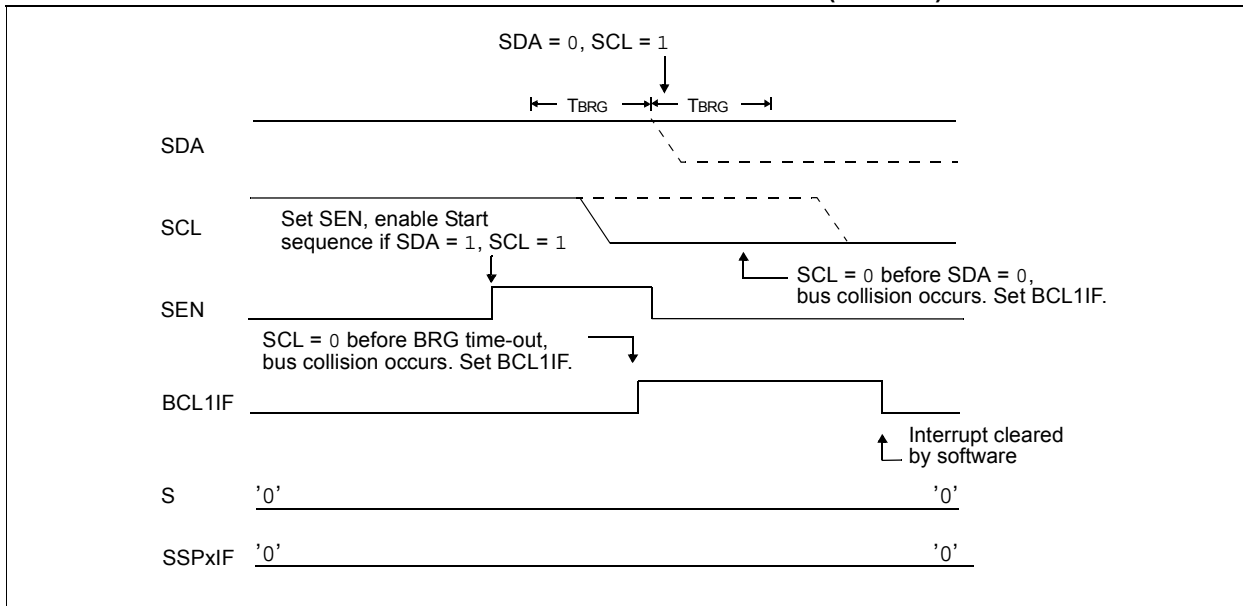 SDA = 0, SCL = 1
TBRG TBRG
SDA
SCL
Set SEN, enable Start
sequence if SDA = 1, SCL = 1
SCL = 0 before SDA = 0,
bus collision occurs. Set BCL1IF.
SEN
SCL = 0 before BRG time-out,
bus collision occurs. Set BCL1IF.
BCL1IF
Interrupt cleared
by software
S '0' '0'
SSPxIF '0' '0'